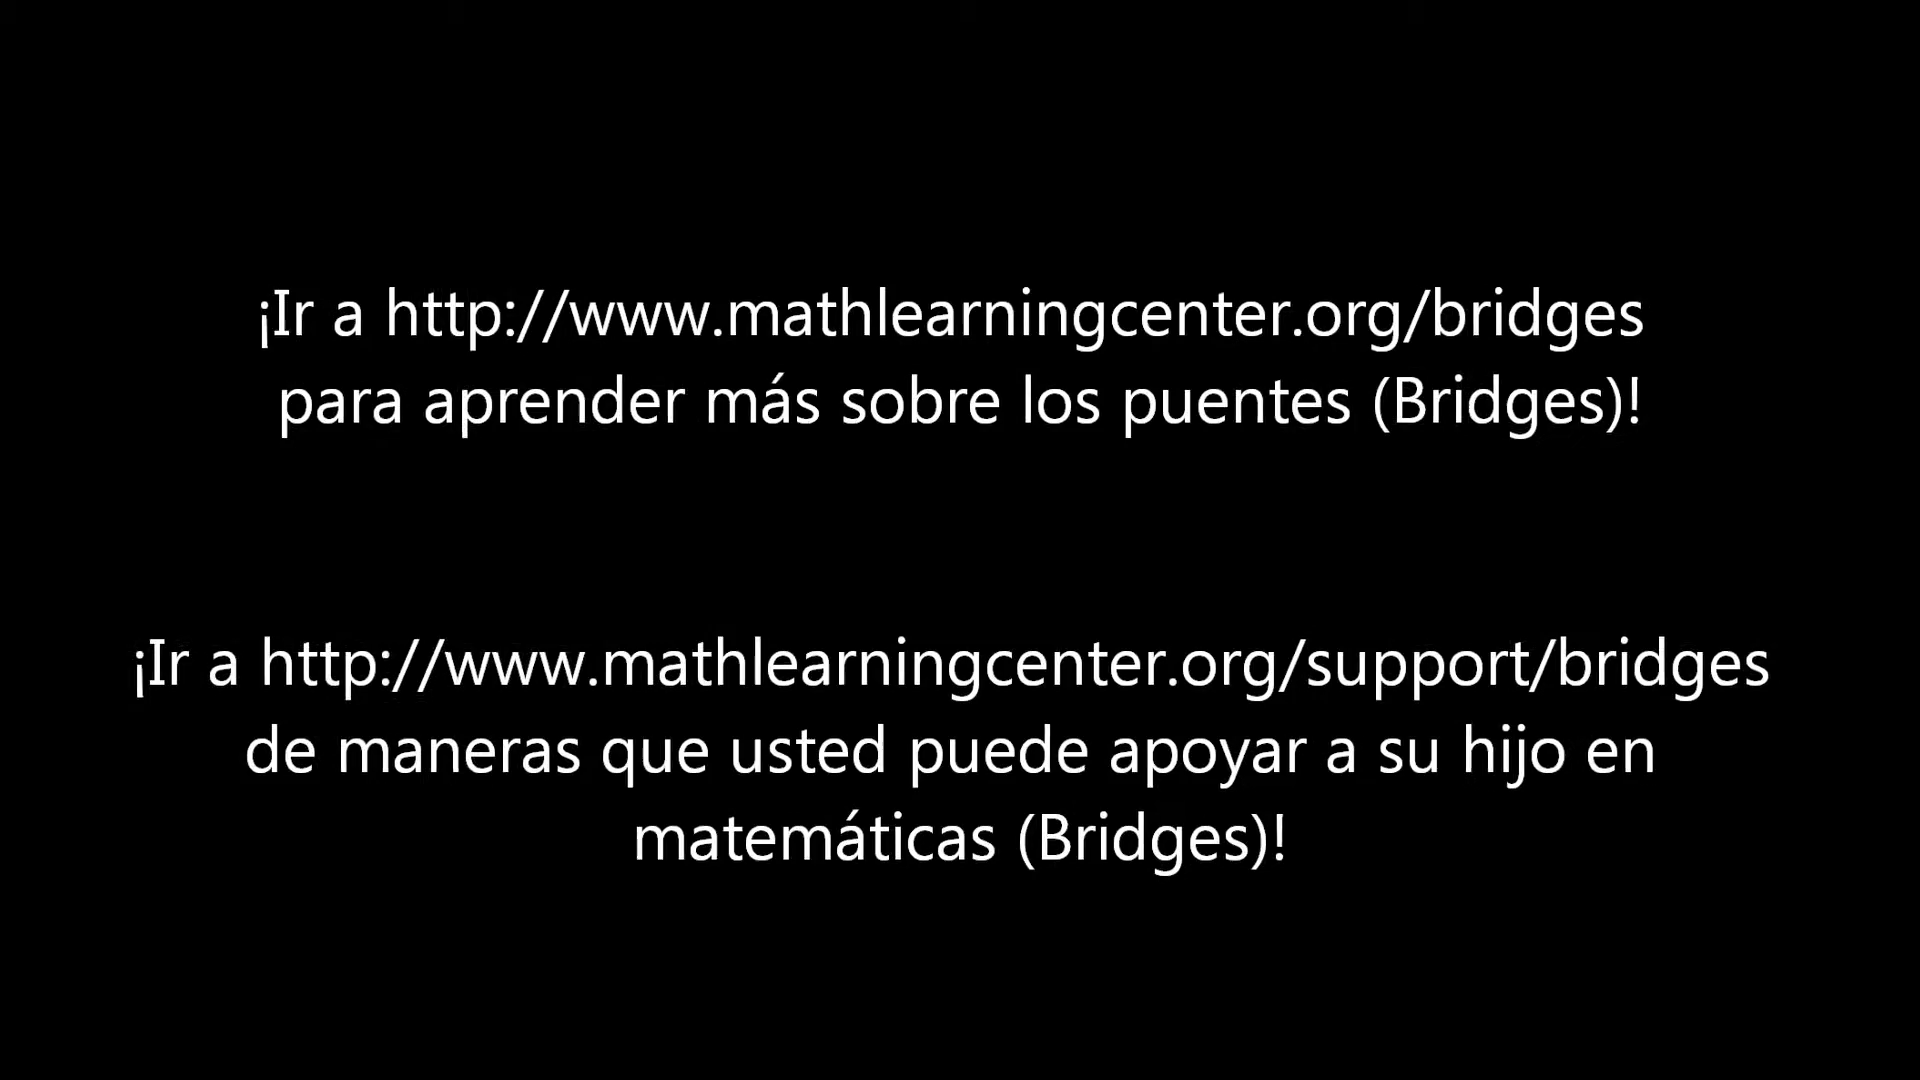 ¡Ir a http://www.mathlearningcenter.org/bridges
para aprender más sobre los puentes (Bridges)!
¡Ir a http://www.mathlearningcenter.org/support/bridges
de maneras que usted puede apoyar a su hijo en
matemáticas (Bridges)!